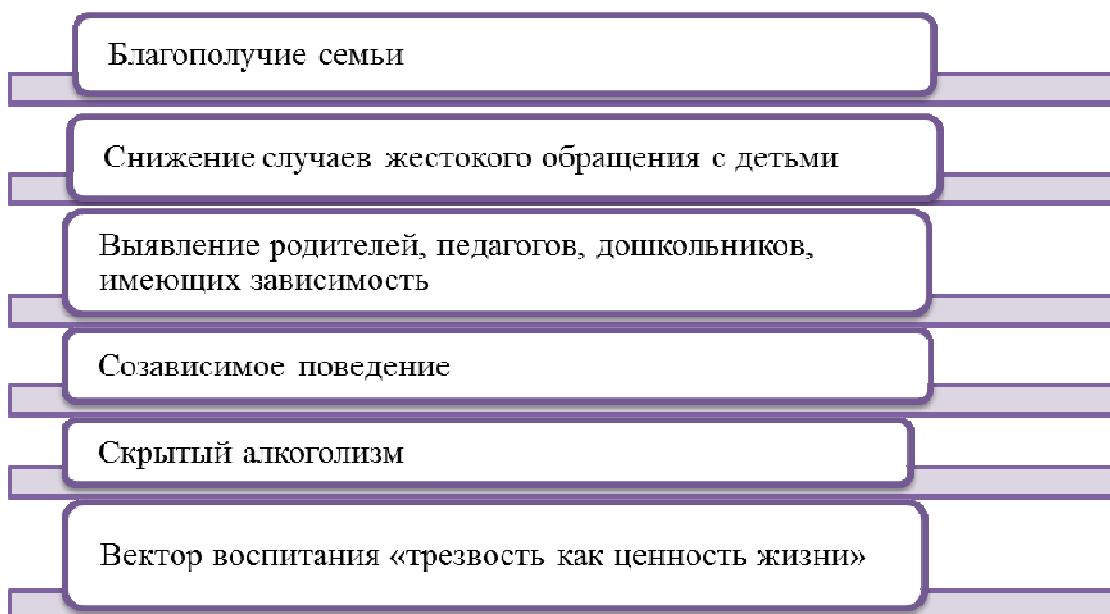 Благополучие семьи
Снижение случаев жестокого обращения с детьми
Выявление родителей, педагогов, дошкольников,
имеющих зависимость
Созависимое поведение
Скрытый алкоголизм
Вектор воспитания «трезвость как ценность жизни»